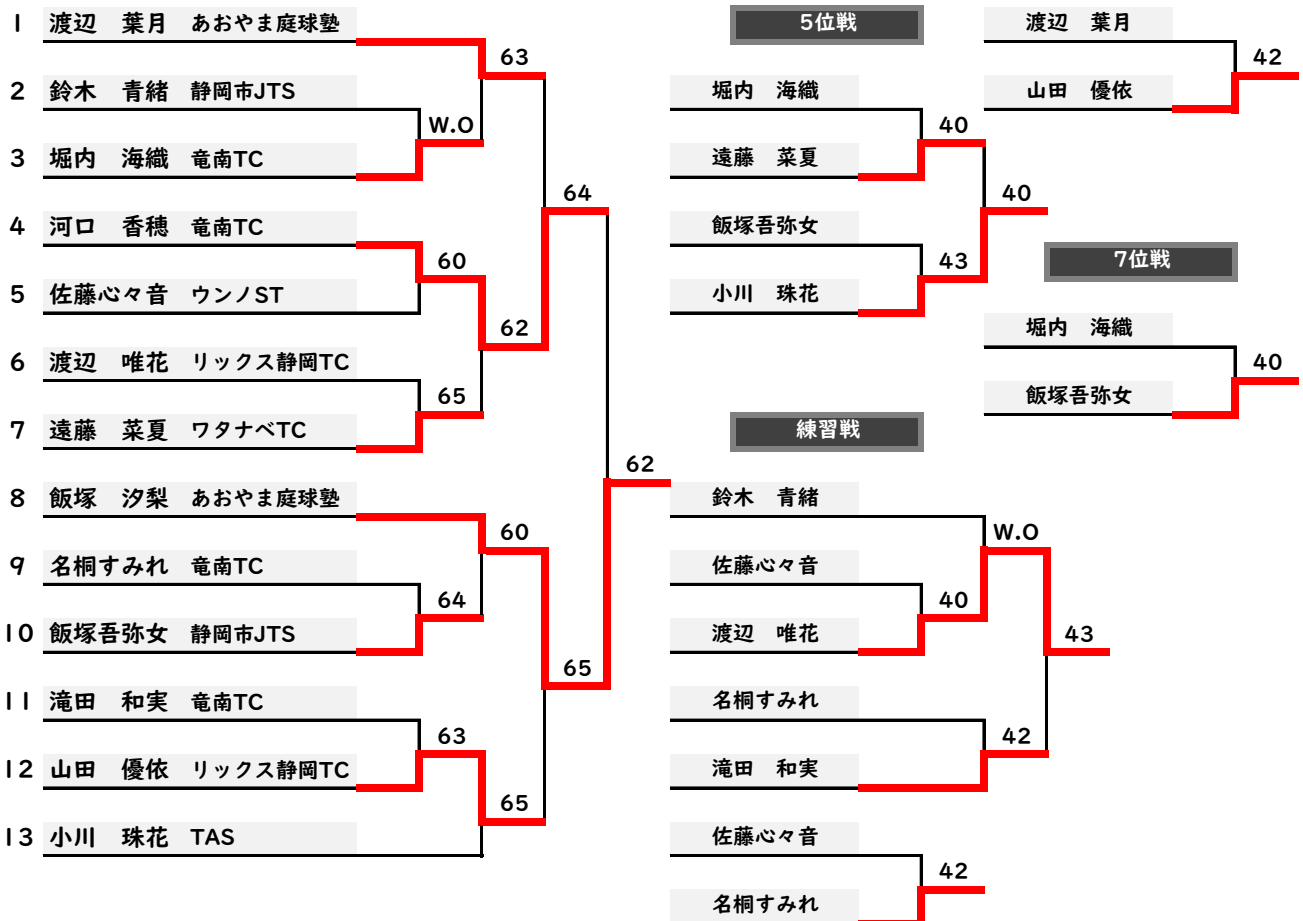 1 渡辺 葉月 あおやま庭球塾
63
2 鈴木 青緒 静岡市JTS
W.O
3 堀内 海織 竜南TC
64
4 河口 香穂 竜南TC
60
5 佐藤心々音 ウンノST
62
6 渡辺 唯花 リックス静岡TC
65
7 遠藤 菜夏 ワタナベTC
62
8 飯塚 汐梨 あおやま庭球塾
60
9 名桐すみれ 竜南TC
64
10 飯塚吾弥女 静岡市JTS
65
11 滝田 和実 竜南TC
63
12 山田 優依 リックス静岡TC
65
13 小川 珠花 TAS
5位戦
堀内 海織
40
遠藤 菜夏
40
飯塚吾弥女
43
小川 珠花
渡辺 葉月
42
山田 優依
7位戦
堀内 海織
40
飯塚吾弥女
練習戦
鈴木 青緒
W.O
佐藤心々音
40
渡辺 唯花
43
名桐すみれ
42
滝田 和実
佐藤心々音
42
名桐すみれ